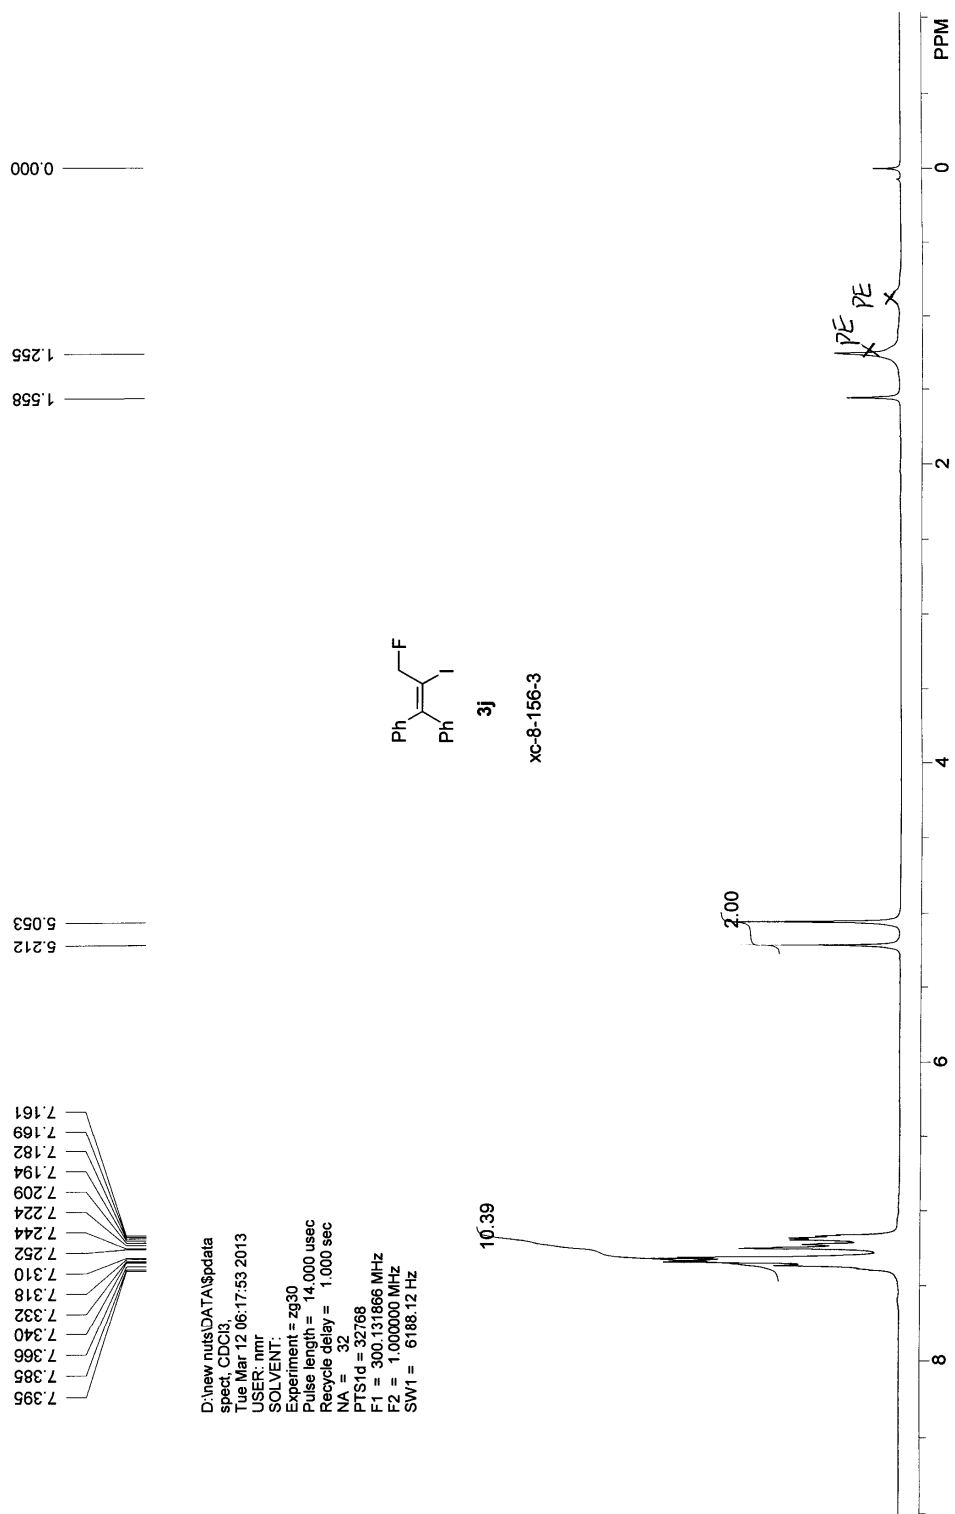 7.395
7.385
7.366
7.340
7.332
7.318
7.310
7.252
7.244
7.224
7.209
7.194
7.182
7.169
7.161
5.212
5.053
1.558
1.255
0.000
D:\new nuts\DATA\$pdata
spect, CDCl3,
Tue Mar 12 06:17:53 2013
USER: nmr
SOLVENT:
Experiment = zg30
Pulse length = 14.000 usec
Recycle delay = 1.000 sec
NA = 32
PTS1d = 32768
F1 = 300.131866 MHz
F2 = 1.000000 MHz
SW1 = 6188.12 Hz
Ph
Ph
F
I
3j
xc-8-156-3
10.39
2.00
PE
PE
8
6
4
2
0
PPM